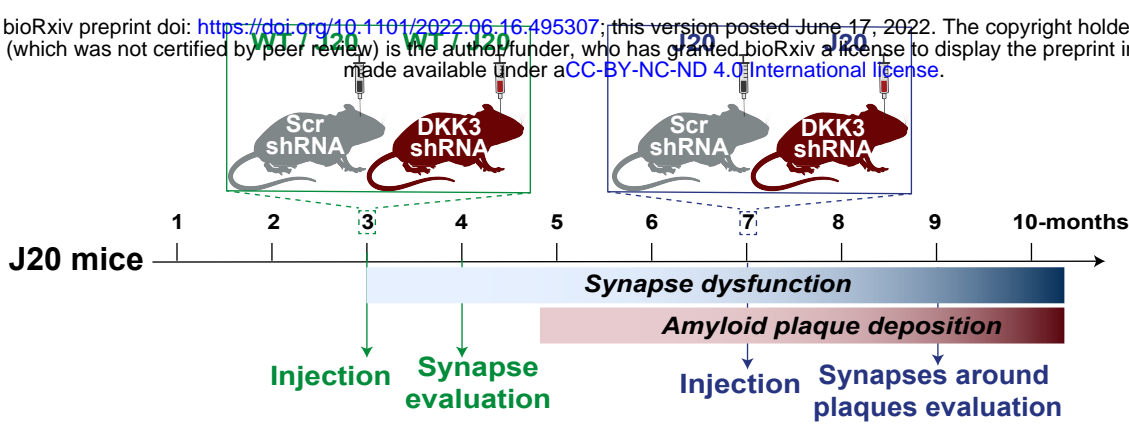 bioRxiv preprint doi: https://doi.org/10.1101/2022.06.16.495307; this version posted June 17, 2022. The copyright holde
(which was not certified by peer review) is the author/funder, who has granted bioRxiv a license to display the preprint in
made available under aCC-BY-NC-ND 4.0 International license.
WT / J20 WT / J20 J20 J20
Scr shRNA DKK3 shRNA Scr shRNA DKK3 shRNA
1 2 3 4 5 6 7 8 9 10-months
J20 mice
Synapse dysfunction
Amyloid plaque deposition
Injection Synapse evaluation Injection Synapses around plaques evaluation